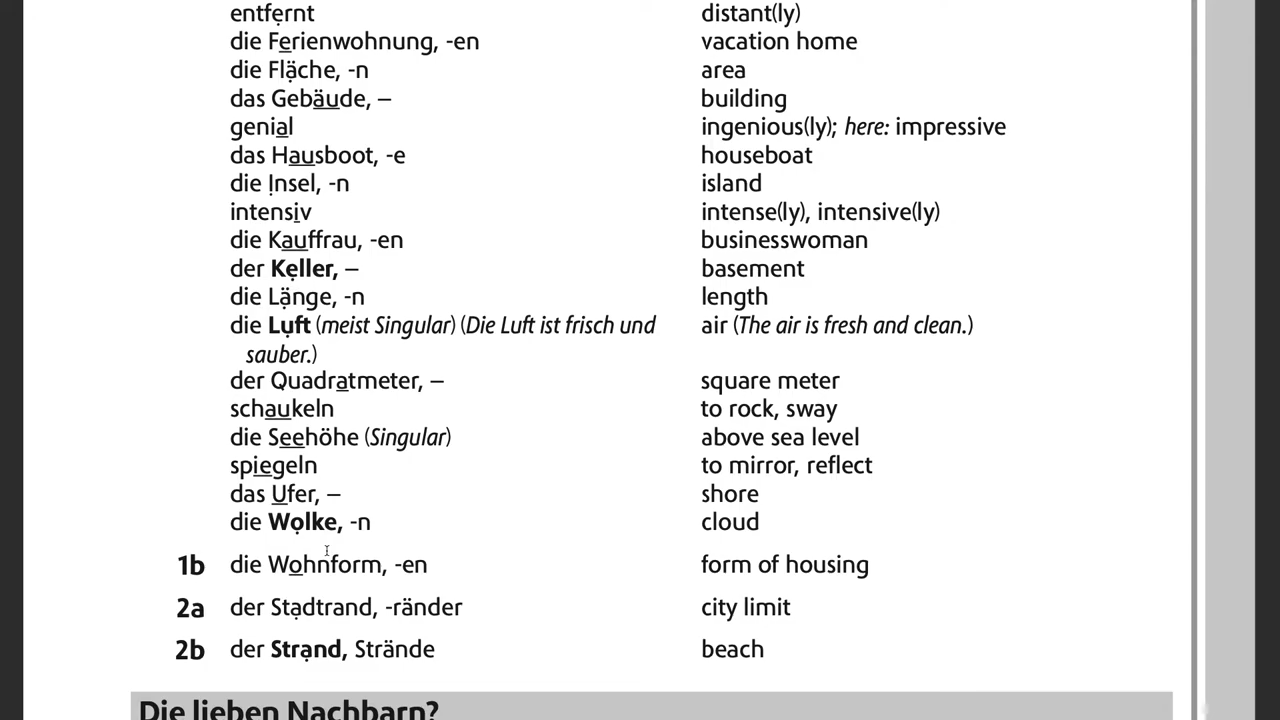 entfernt distant(ly)
die Ferienwohnung, -en vacation home
die Fläche, -n area
das Gebäude, – building
genial ingenious(ly); here: impressive
das Hausboot, -e houseboat
die Insel, -n island
intensiv intense(ly), intensive(ly)
die Kauffrau, -en businesswoman
der Keller, – basement
die Länge, -n length
die Luft (meist Singular) (Die Luft ist frisch und air (The air is fresh and clean.)
sauber.)
der Quadratmeter, – square meter
schaukeln to rock, sway
die Seehöhe (Singular) above sea level
spiegeln to mirror, reflect
das Ufer, – shore
die Wolke, -n cloud
1b die Wohnform, -en form of housing
2a der Stadtrand, -ränder city limit
2b der Strand, Strände beach
Die lieben Nachbarn?